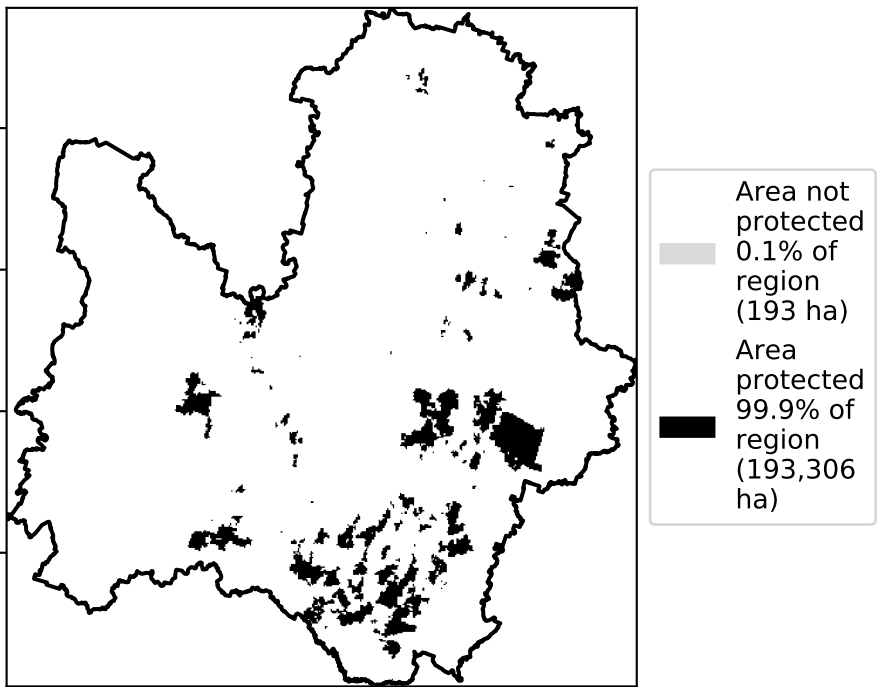 Area not
protected
0.1% of
region
(193 ha)
Area
protected
99.9% of
region
(193,306
ha)